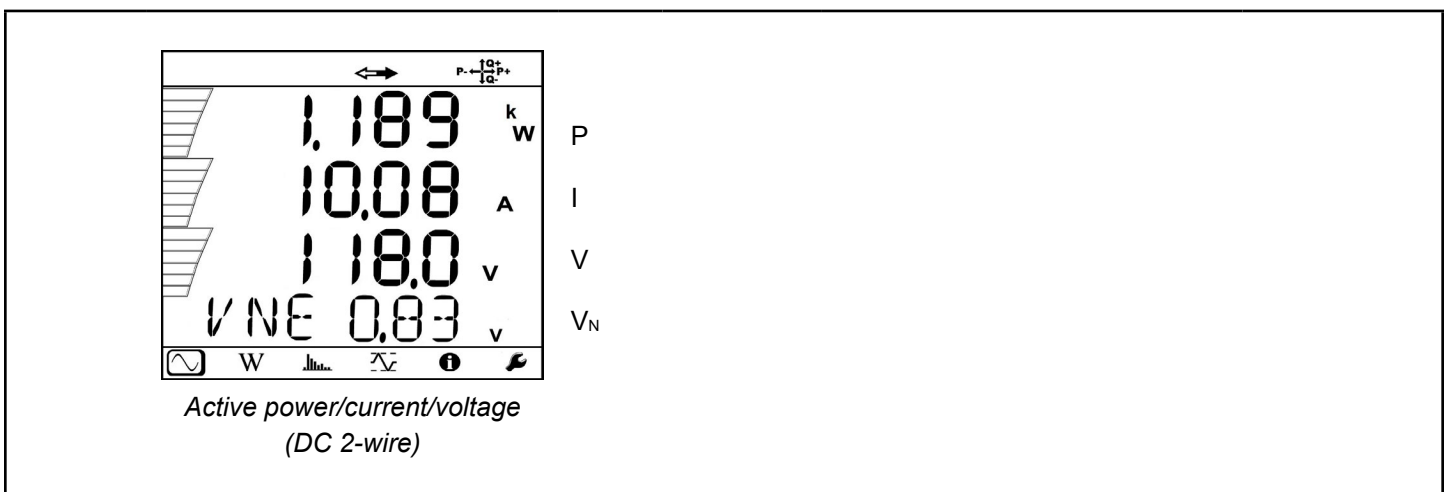 P- Q+ Q- P+
1.189 k W P
10.08 A I
118.0 V V
VNE 0.83 V VN
W
Active power/current/voltage
(DC 2-wire)